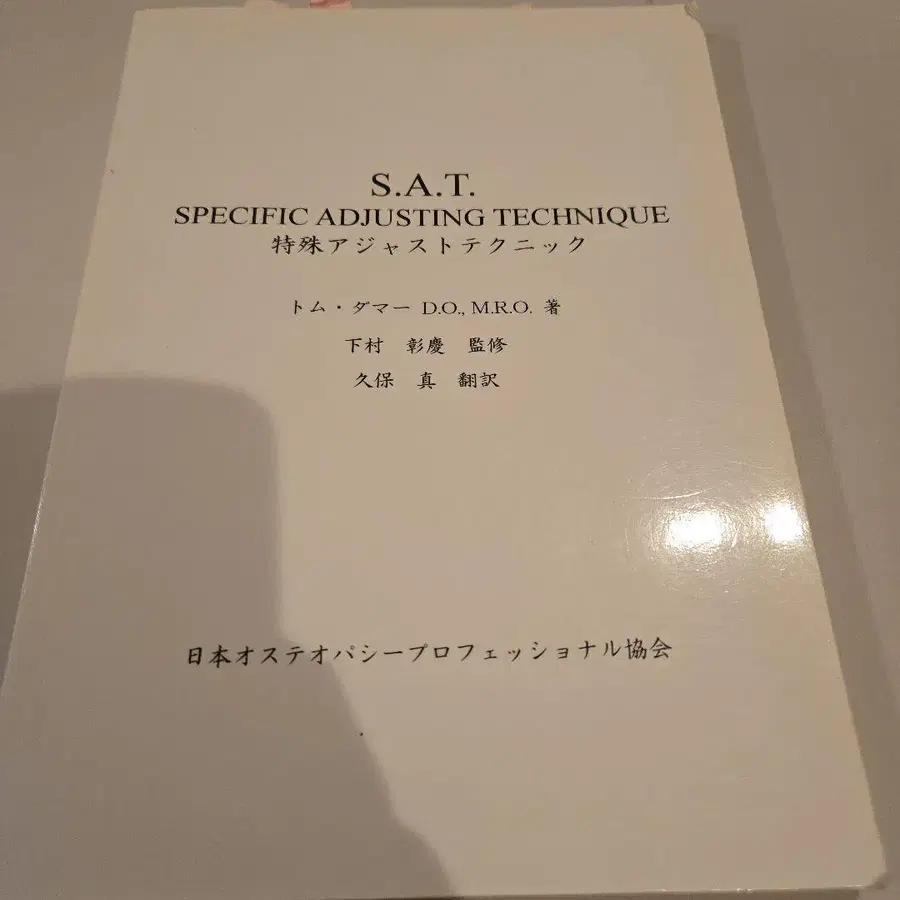 S.A.T.
SPECIFIC ADJUSTING TECHNIQUE
特殊アジャストテクニック
トム・ダマー D.O., M.R.O. 著
下村 彰慶 監修
久保 真 翻訳
日本オステオパシープロフェッショナル協会